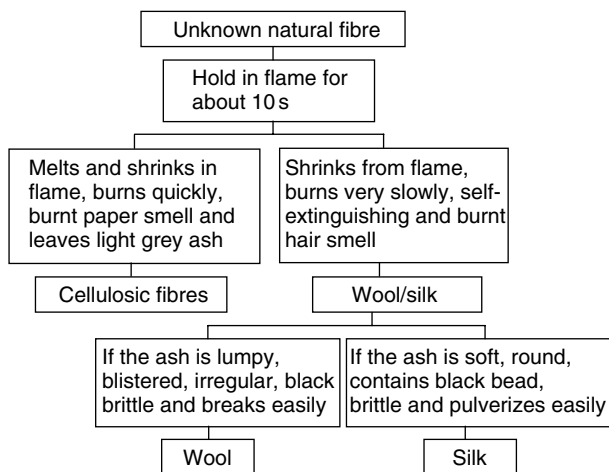 Unknown natural fibre
Hold in flame for
about 10 s
Melts and shrinks in
flame, burns quickly,
burnt paper smell and
leaves light grey ash
Shrinks from flame,
burns very slowly, self-
extinguishing and burnt
hair smell
Cellulosic fibres
Wool/silk
If the ash is lumpy,
blistered, irregular, black
brittle and breaks easily
If the ash is soft, round,
contains black bead,
brittle and pulverizes easily
Wool
Silk